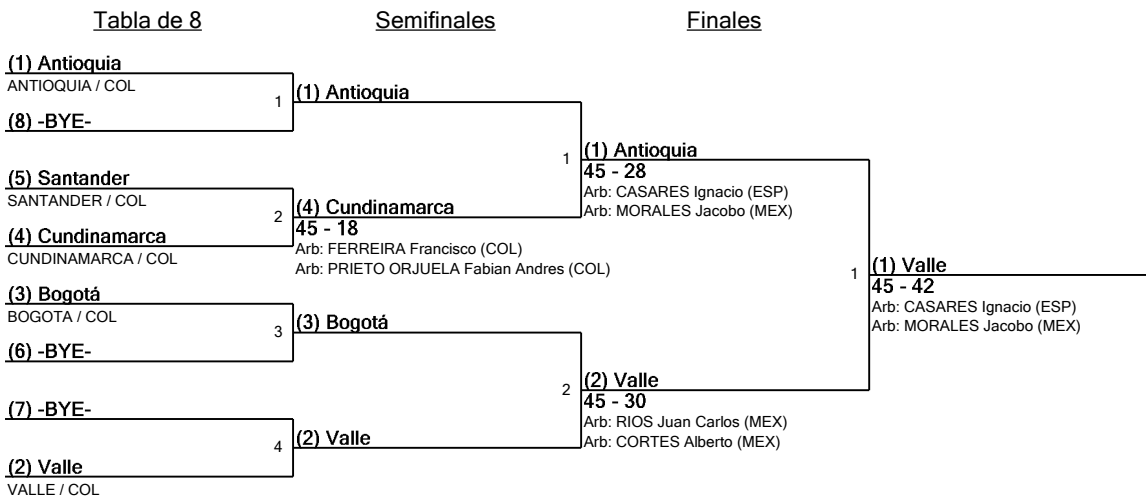 Tabla de 8
Semifinales
Finales
(1) Antioquia
ANTIOQUIA / COL
1
(8) -BYE-
(5) Santander
SANTANDER / COL
2
(4) Cundinamarca
CUNDINAMARCA / COL
(3) Bogotá
BOGOTA / COL
3
(6) -BYE-
(7) -BYE-
4
(2) Valle
VALLE / COL
(1) Antioquia
1
(4) Cundinamarca
45 - 18
Arb: FERREIRA Francisco (COL)
Arb: PRIETO ORJUELA Fabian Andres (COL)
(3) Bogotá
2
(2) Valle
(1) Antioquia
45 - 28
Arb: CASARES Ignacio (ESP)
Arb: MORALES Jacobo (MEX)
1
(2) Valle
45 - 30
Arb: RIOS Juan Carlos (MEX)
Arb: CORTES Alberto (MEX)
(1) Valle
45 - 42
Arb: CASARES Ignacio (ESP)
Arb: MORALES Jacobo (MEX)